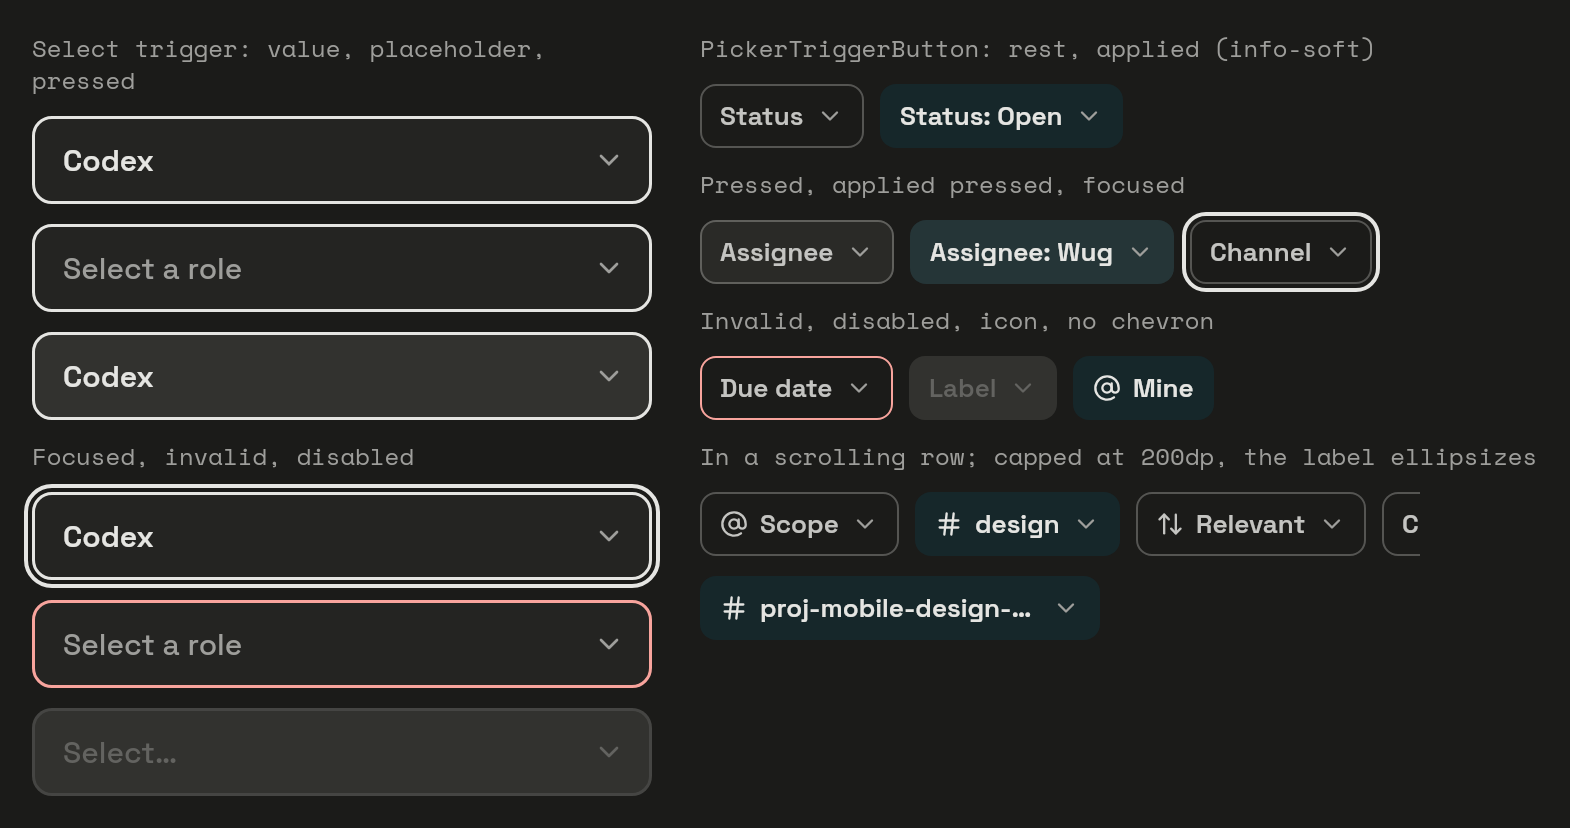 Select trigger: value, placeholder,
pressed
Codex
Select a role
Codex
Focused, invalid, disabled
Codex
Select a role
Select…
PickerTriggerButton: rest, applied (info-soft)
Status
Status: Open
Pressed, applied pressed, focused
Assignee
Assignee: Wug
Channel
Invalid, disabled, icon, no chevron
Due date
Label
@ Mine
In a scrolling row; capped at 200dp, the label ellipsizes
@ Scope
# design
Relevant
C
# proj-mobile-design-…